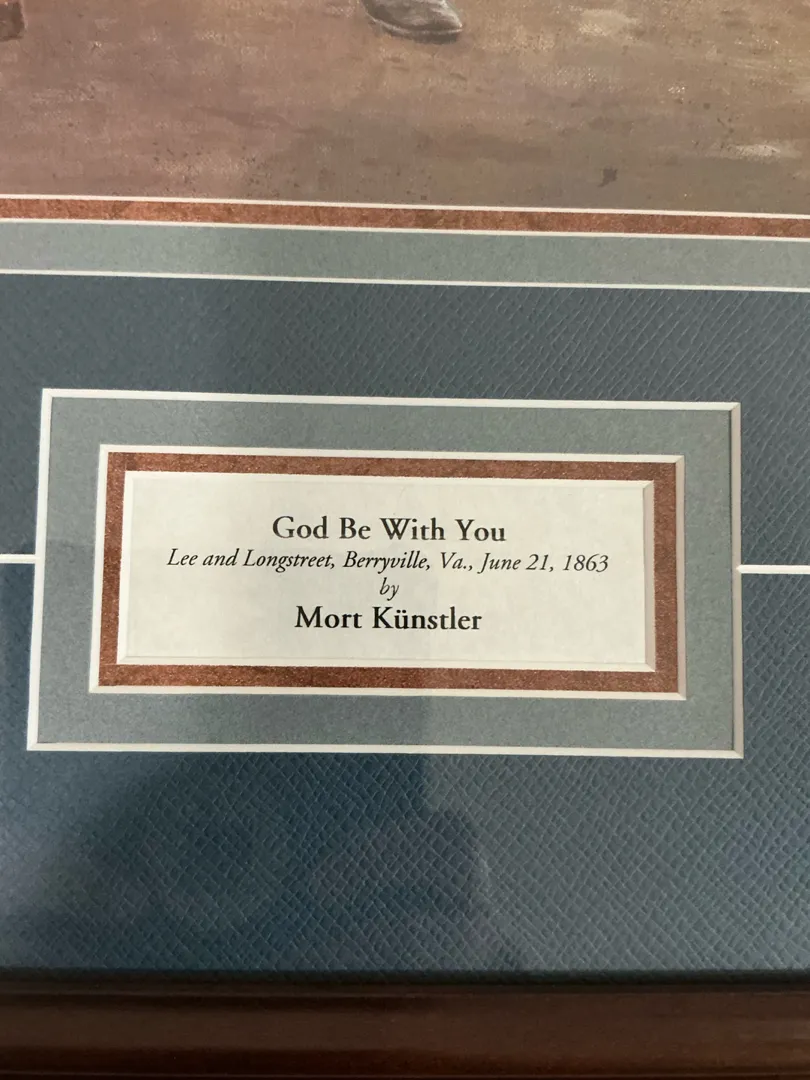 God Be With You
Lee and Longstreet, Berryville, Va., June 21, 1863
by
Mort Künstler